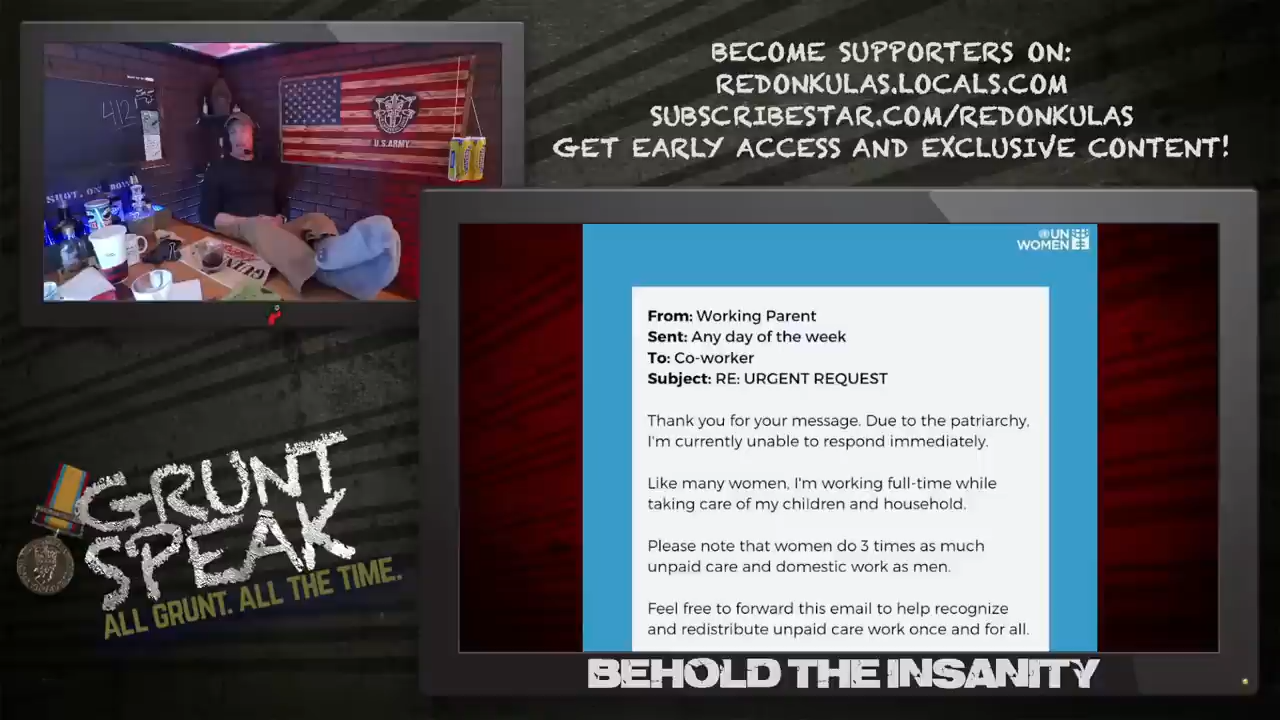 BECOME SUPPORTERS ON:
REDONKULAS.LOCALS.COM
SUBSCRIBESTAR.COM/REDONKULAS
GET EARLY ACCESS AND EXCLUSIVE CONTENT!
412
U.S. ARMY
UN
WOMEN
From: Working Parent
Sent: Any day of the week
To: Co-worker
Subject: RE: URGENT REQUEST
Thank you for your message. Due to the patriarchy,
I'm currently unable to respond immediately.
Like many women, I'm working full-time while
taking care of my children and household.
Please note that women do 3 times as much
unpaid care and domestic work as men.
Feel free to forward this email to help recognize
and redistribute unpaid care work once and for all.
GRUNT
SPEAK
ALL GRUNT. ALL THE TIME.
BEHOLD THE INSANITY